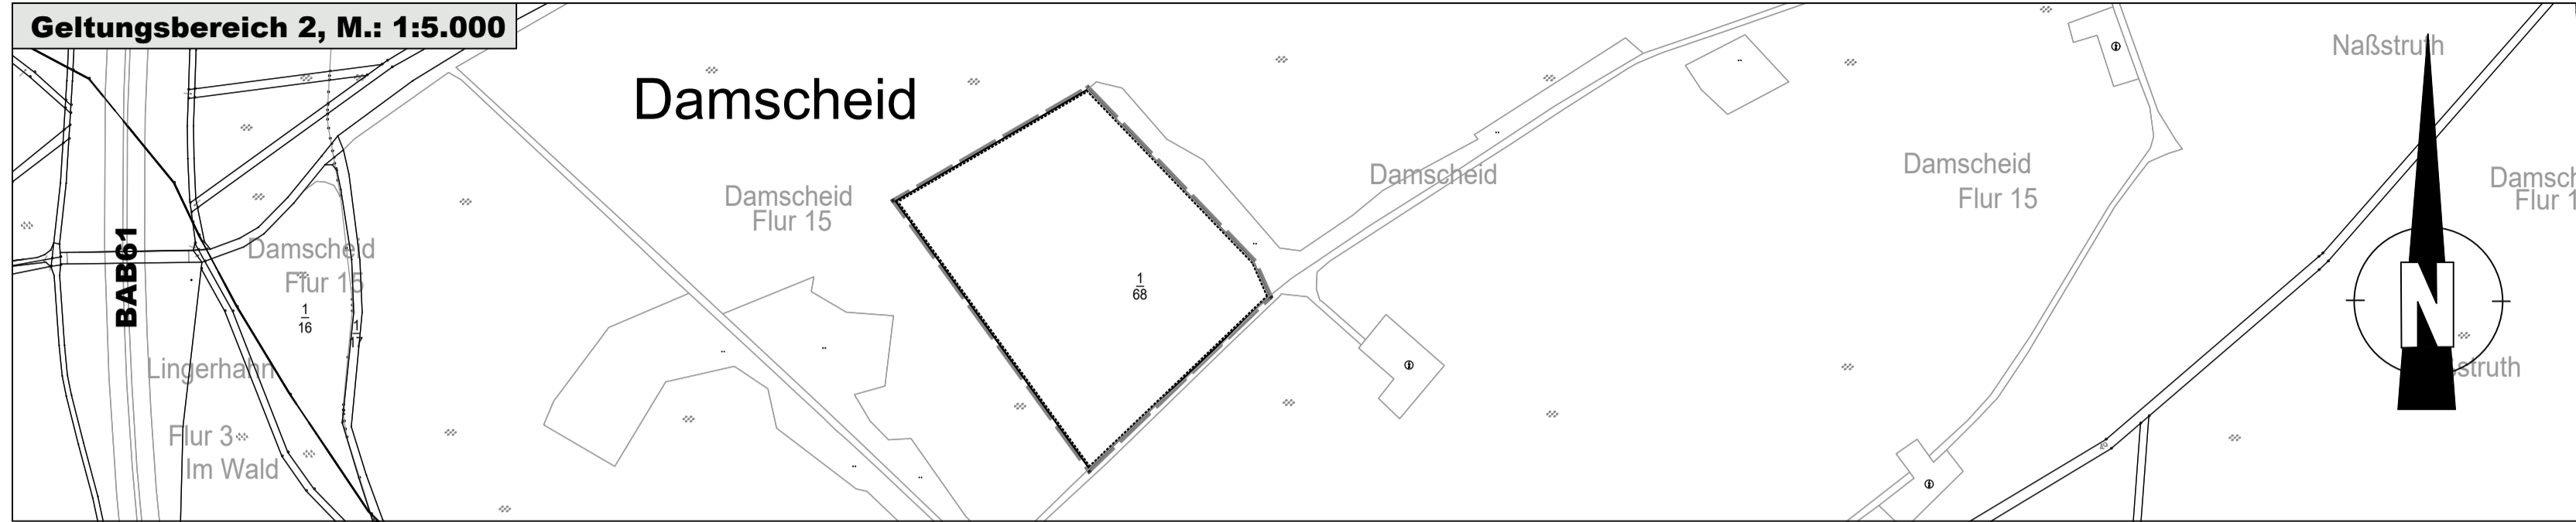 Geltungsbereich 2, M.: 1:5.000
Damscheid
Naßstruth
Damscheid
Flur 15
Damscheid
Damscheid
Flur 15
Damsch
Flur 1
Damscheid
Flur 15
BAB61
1
68
1
16
1
17
N
Lingerhahn
struth
Flur 3
Im Wald